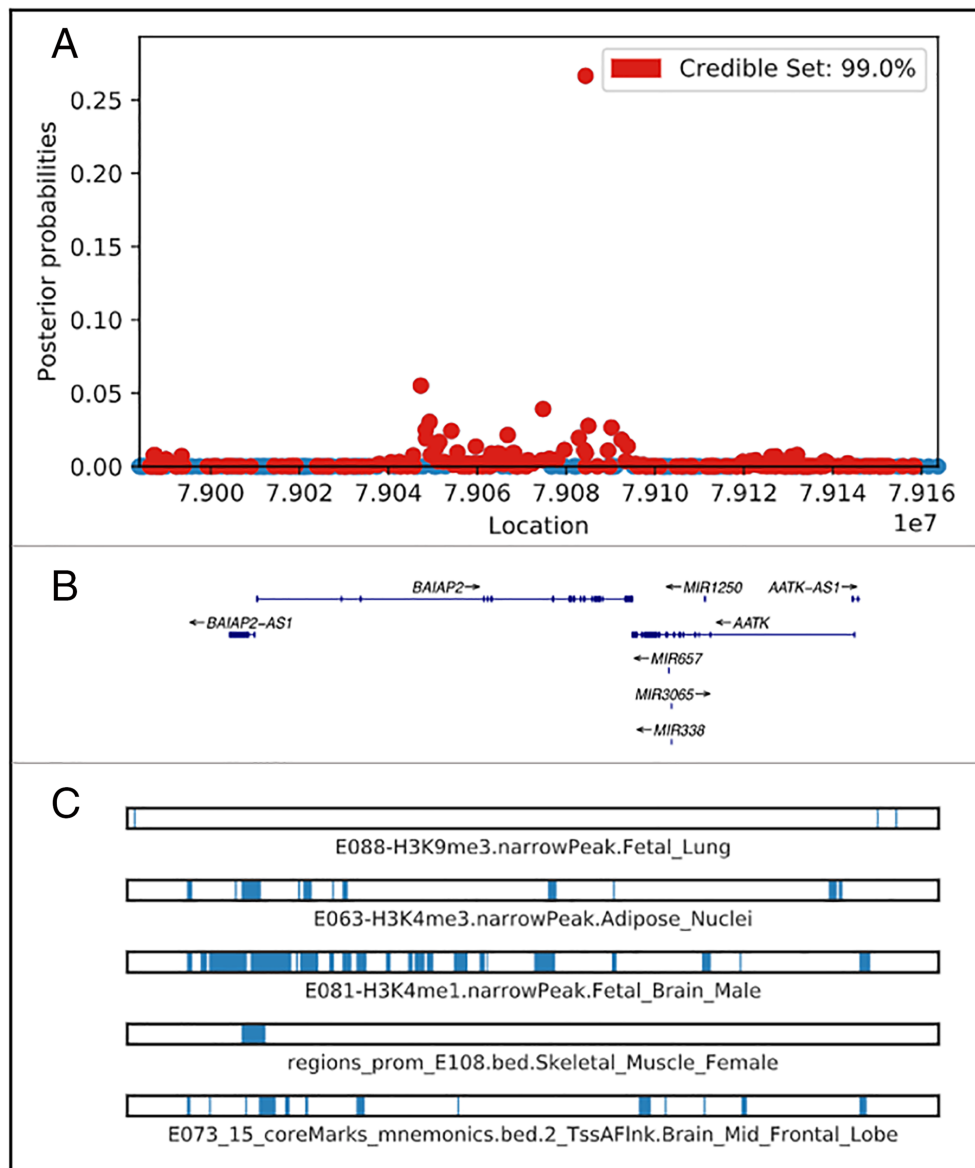 A
Credible Set: 99.0%
Posterior probabilities
0.25
0.20
0.15
0.10
0.05
0.00
7.900 7.902 7.904 7.906 7.908 7.910 7.912 7.914 7.916
1e7
Location
B
BAIAP2→ ←MIR1250 AATK-AS1→
←BAIAP2-AS1 ←AATK
←MIR657
MIR3065→
←MIR338
C
E088-H3K9me3.narrowPeak.Fetal_Lung
E063-H3K4me3.narrowPeak.Adipose_Nuclei
E081-H3K4me1.narrowPeak.Fetal_Brain_Male
regions_prom_E108.bed.Skeletal_Muscle_Female
E073_15_coreMarks_mnemonics.bed.2_TssAFlnk.Brain_Mid_Frontal_Lobe